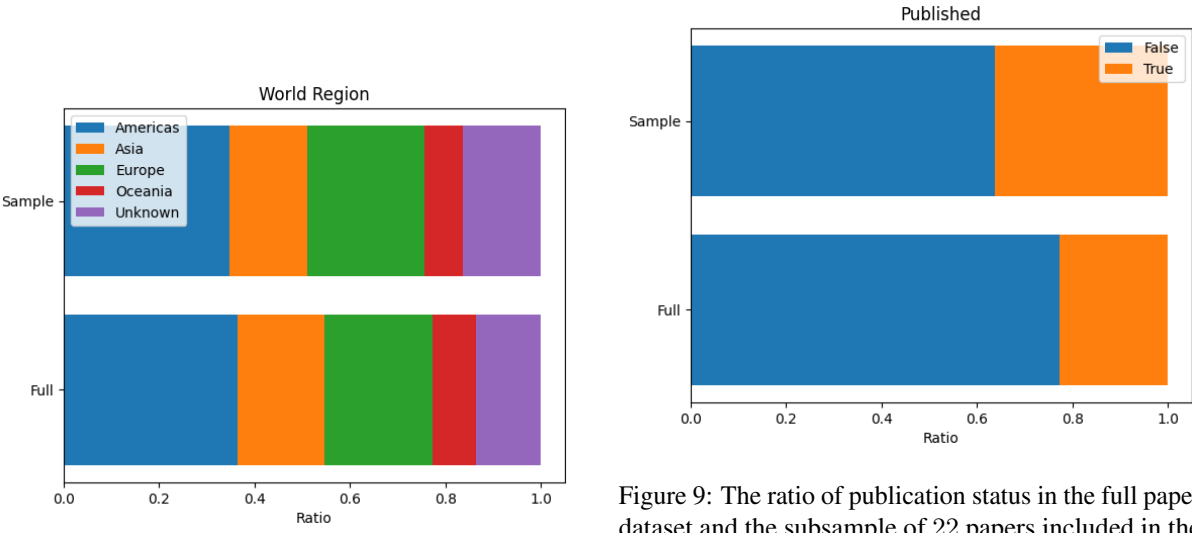 World Region
Americas
Asia
Europe
Oceania
Unknown
Sample
Full
0.0 0.2 0.4 0.6 0.8 1.0
Ratio
Published
False
True
Sample
Full
0.0 0.2 0.4 0.6 0.8 1.0
Ratio
Figure 9: The ratio of publication status in the full paper
dataset and the subsample of 22 papers included in the